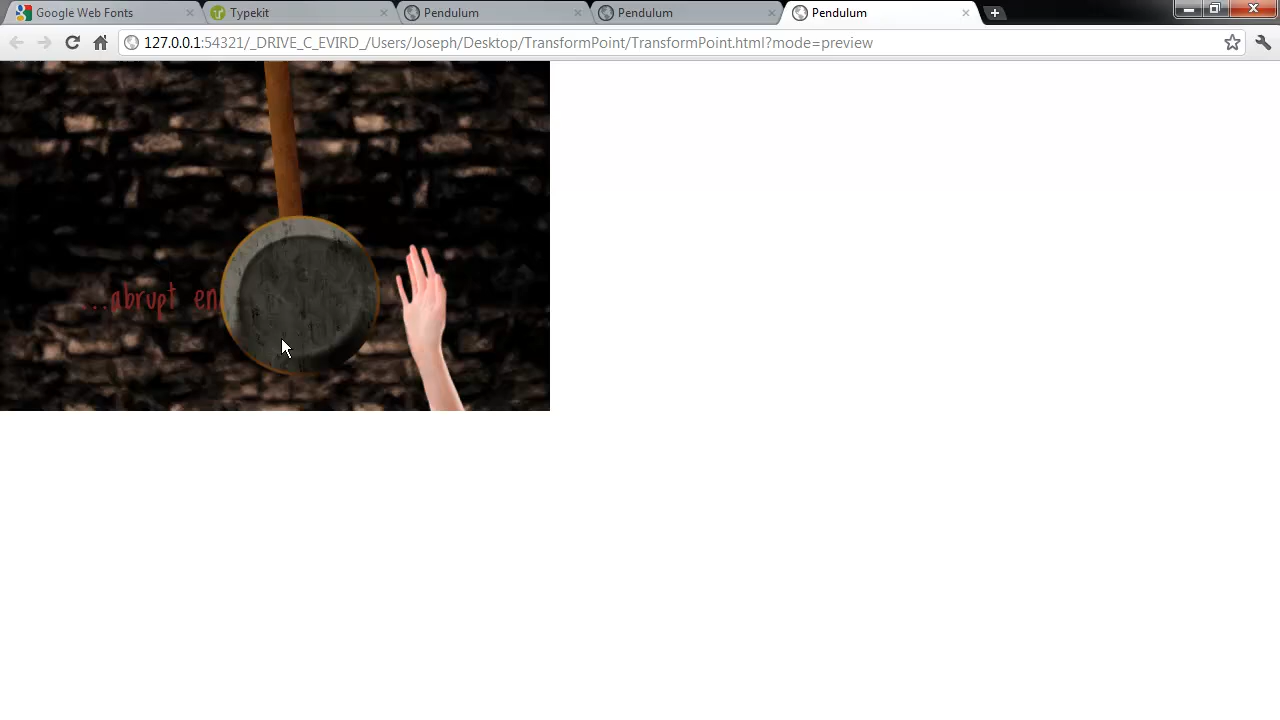 Google Web Fonts
Typekit
Pendulum
Pendulum
Pendulum
127.0.0.1:54321/_DRIVE_C_EVIRD_/Users/Joseph/Desktop/TransformPoint/TransformPoint.html?mode=preview
...abrupt en